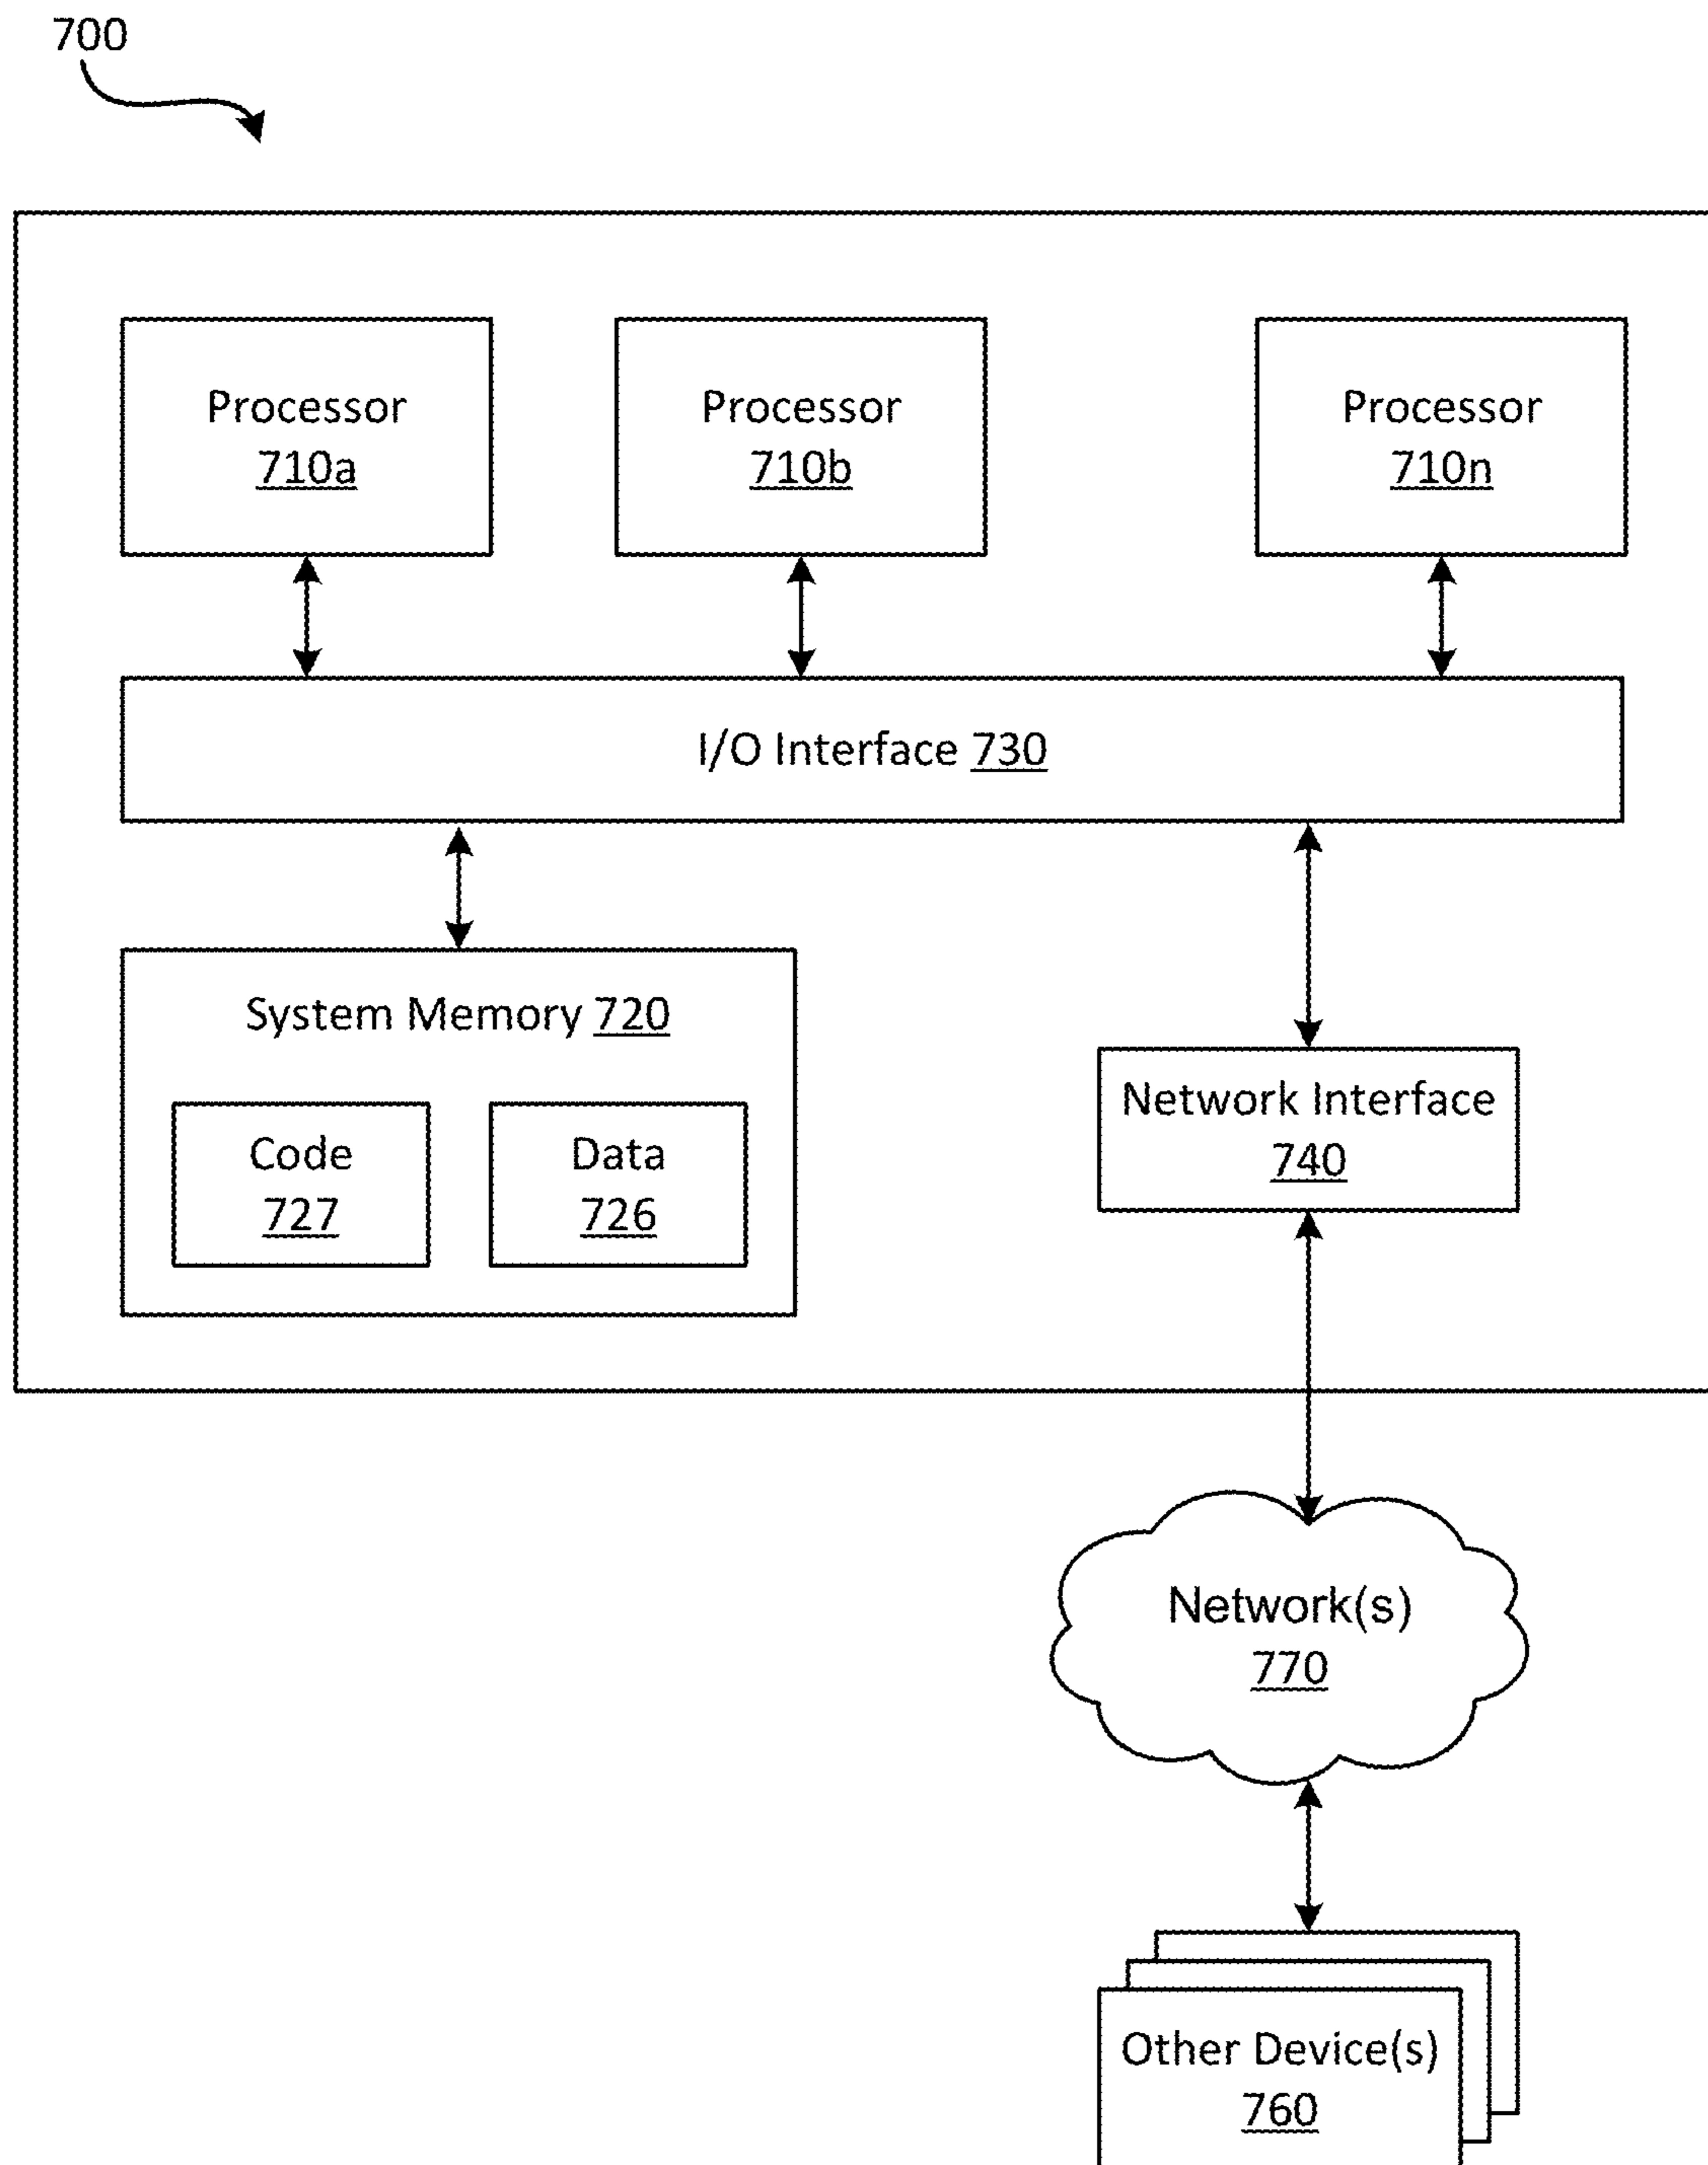 700
Processor
710a
Processor
710b
Processor
710n
I/O Interface 730
System Memory 720
Code
727
Data
726
Network Interface
740
Network(s)
770
Other Device(s)
760